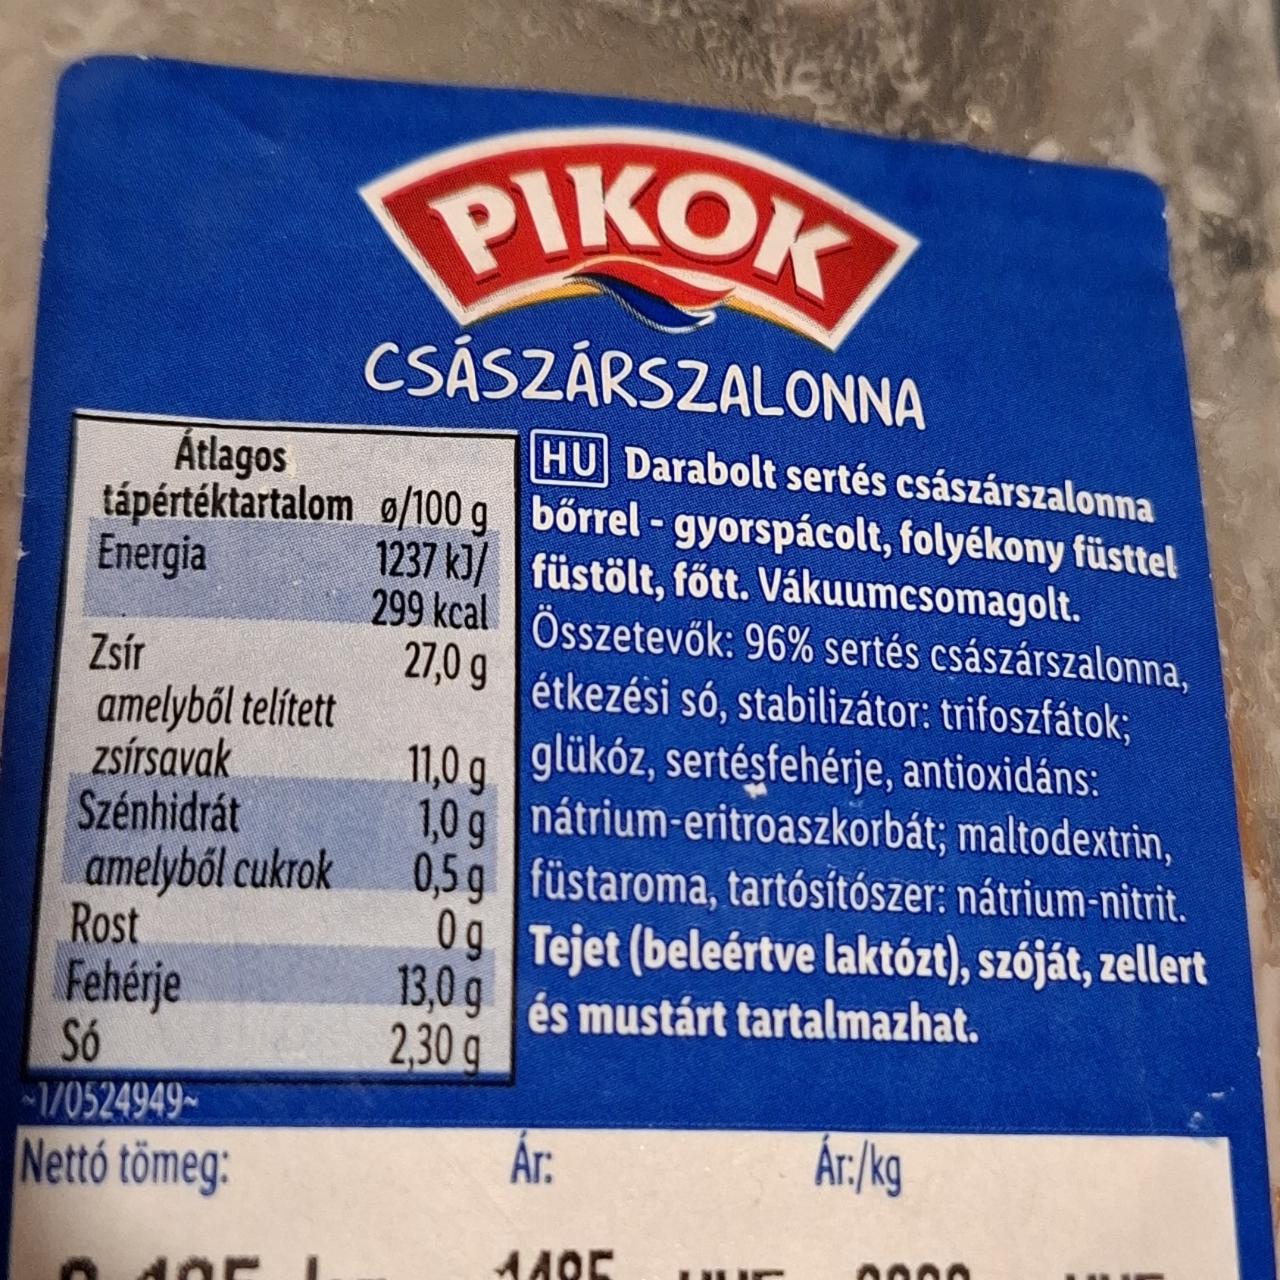 PIKOK
CSÁSZÁRSZALONNA
Átlagos
tápértéktartalom ø/100 g
Energia 1237 kJ/
299 kcal
Zsír 27,0 g
amelyből telített
zsírsavak 11,0 g
Szénhidrát 1,0 g
amelyből cukrok 0,5 g
Rost 0 g
Fehérje 13,0 g
Só 2,30 g
~1/0524949~
HU Darabolt sertés császárszalonna
bőrrel - gyorspácolt, folyékony füsttel
füstölt, főtt. Vákuumcsomagolt.
Összetevők: 96% sertés császárszalonna,
étkezési só, stabilizátor: trifoszfátok;
glükóz, sertésfehérje, antioxidáns:
nátrium-eritroaszkorbát; maltodextrin,
füstaroma, tartósítószer: nátrium-nitrit.
Tejet (beleértve laktózt), szóját, zellert
és mustárt tartalmazhat.
Nettó tömeg: Ár: Ár:/kg